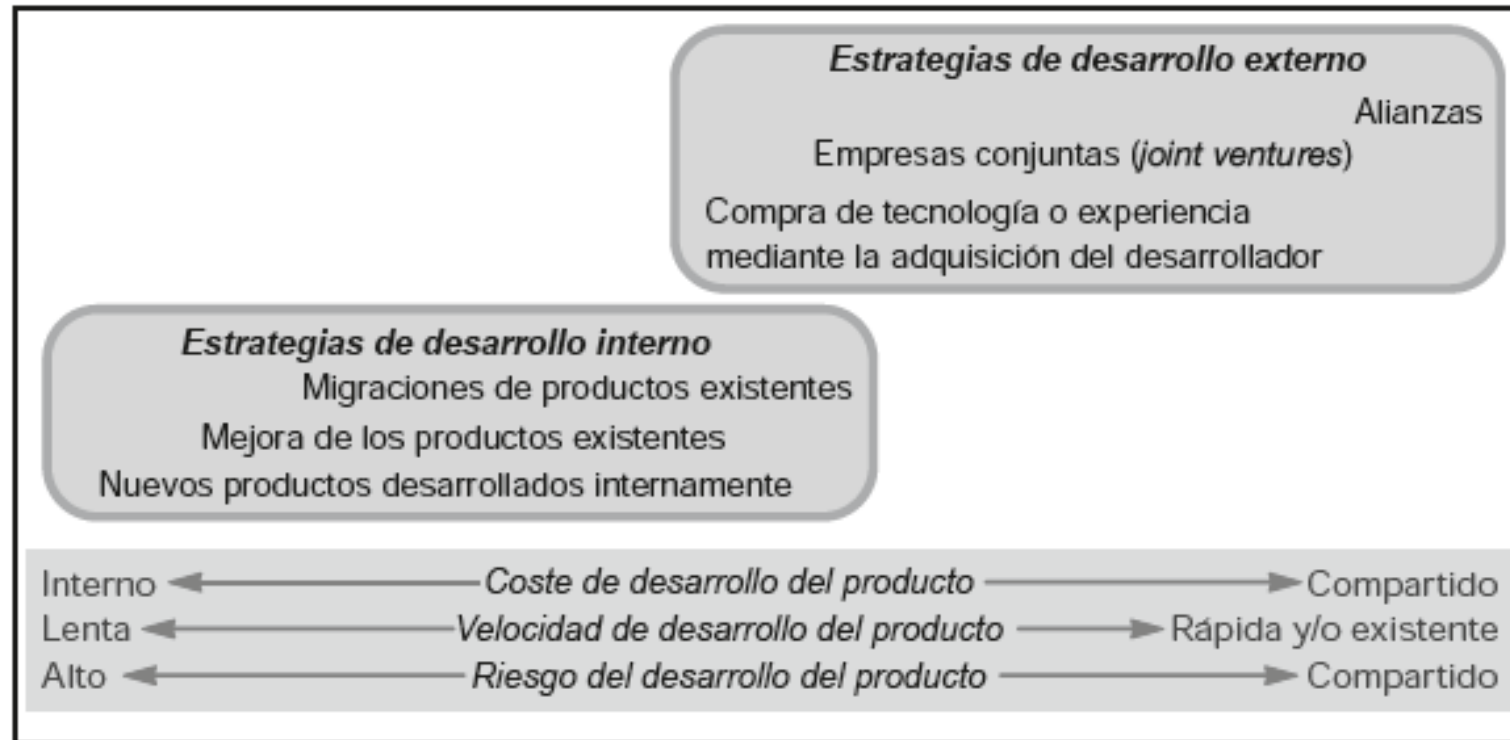 Estrategias de desarrollo externo
Alianzas
Empresas conjuntas (joint ventures)
Compra de tecnología o experiencia
mediante la adquisición del desarrollador
Estrategias de desarrollo interno
Migraciones de productos existentes
Mejora de los productos existentes
Nuevos productos desarrollados internamente
Interno Coste de desarrollo del producto Compartido
Lenta Velocidad de desarrollo del producto Rápida y/o existente
Alto Riesgo del desarrollo del producto Compartido